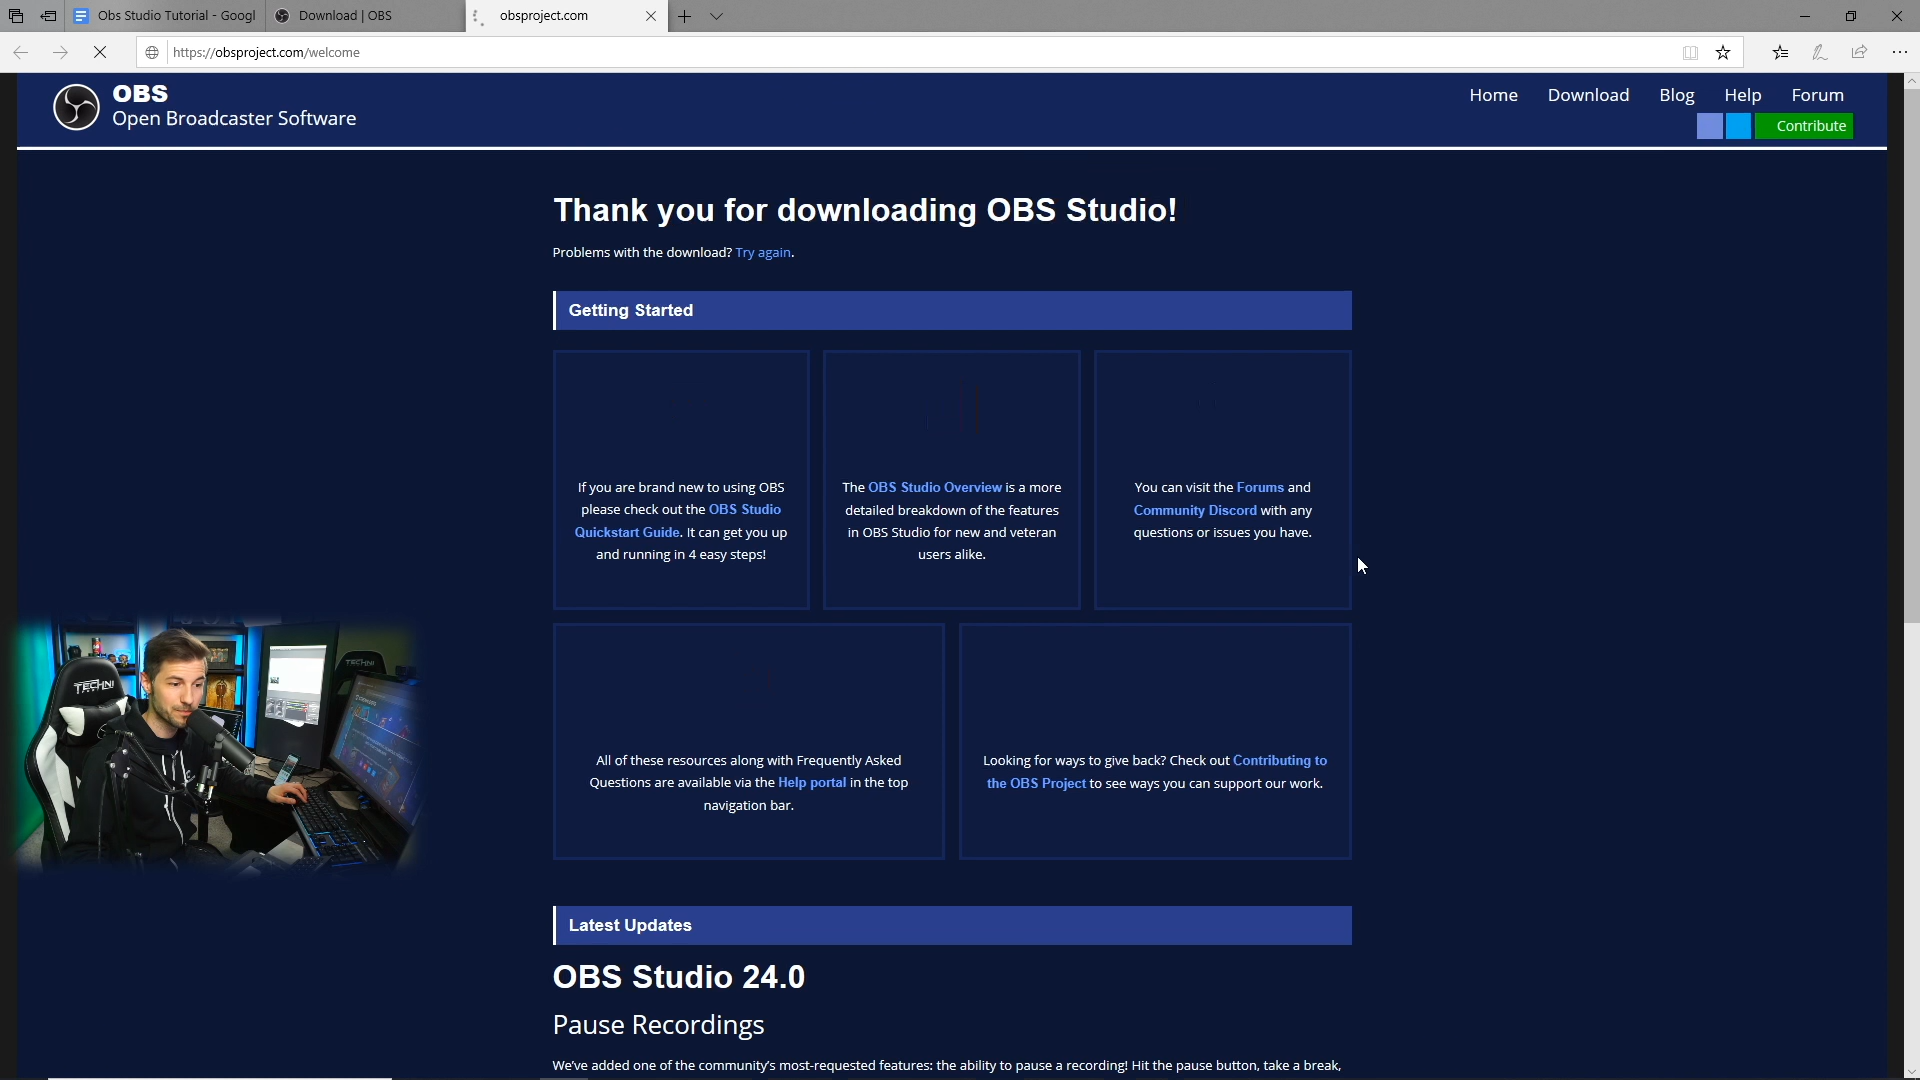 Obs Studio Tutorial - Googl
Download | OBS
obsproject.com
https://obsproject.com/welcome
OBS
Open Broadcaster Software
Home
Download
Blog
Help
Forum
Contribute
Thank you for downloading OBS Studio!
Problems with the download? Try again.
Getting Started
If you are brand new to using OBS
please check out the OBS Studio
Quickstart Guide. It can get you up
and running in 4 easy steps!
The OBS Studio Overview is a more
detailed breakdown of the features
in OBS Studio for new and veteran
users alike.
You can visit the Forums and
Community Discord with any
questions or issues you have.
All of these resources along with Frequently Asked
Questions are available via the Help portal in the top
navigation bar.
Looking for ways to give back? Check out Contributing to
the OBS Project to see ways you can support our work.
TECHNI
TECHNI
Latest Updates
OBS Studio 24.0
Pause Recordings
We've added one of the community's most-requested features: the ability to pause a recording! Hit the pause button, take a break,